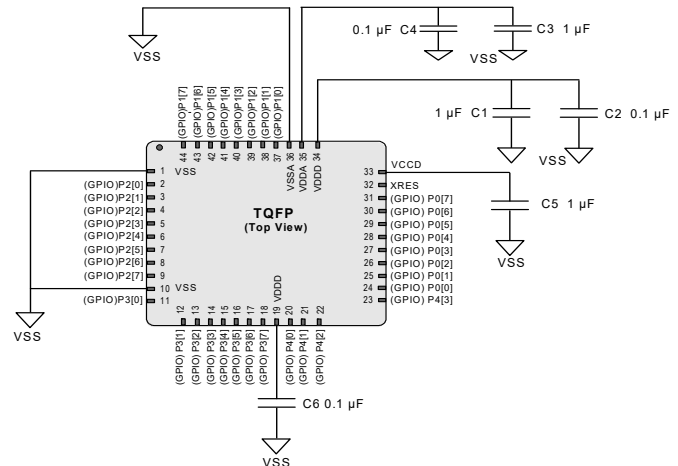 0.1 µF C4
C3 1 µF
VSS
VSS
1 µF C1
C2 0.1 µF
VSS
(GPIO)P1[7]
(GPIO)P1[6]
(GPIO)P1[5]
(GPIO)P1[4]
(GPIO)P1[3]
(GPIO)P1[2]
(GPIO)P1[1]
(GPIO)P1[0]
44
43
42
41
40
39
38
37
36
35
34
VSSA
VDDA
VDDD
1 VSS
(GPIO)P2[0] 2
(GPIO)P2[1] 3
(GPIO)P2[2] 4
(GPIO)P2[3] 5
(GPIO)P2[4] 6
(GPIO)P2[5] 7
(GPIO)P2[6] 8
(GPIO)P2[7] 9
10 VSS
(GPIO)P3[0] 11
VSS
TQFP
(Top View)
33 VCCD
32 XRES
31 (GPIO) P0[7]
30 (GPIO) P0[6]
29 (GPIO) P0[5]
28 (GPIO) P0[4]
27 (GPIO) P0[3]
26 (GPIO) P0[2]
25 (GPIO) P0[1]
24 (GPIO) P0[0]
23 (GPIO) P4[3]
C5 1 µF
VSS
VDDD
12
13
14
15
16
17
18
19
20
21
22
(GPIO) P3[1]
(GPIO) P3[2]
(GPIO) P3[3]
(GPIO) P3[4]
(GPIO) P3[5]
(GPIO) P3[6]
(GPIO) P3[7]
(GPIO) P4[0]
(GPIO) P4[1]
(GPIO) P4[2]
C6 0.1 µF
VSS